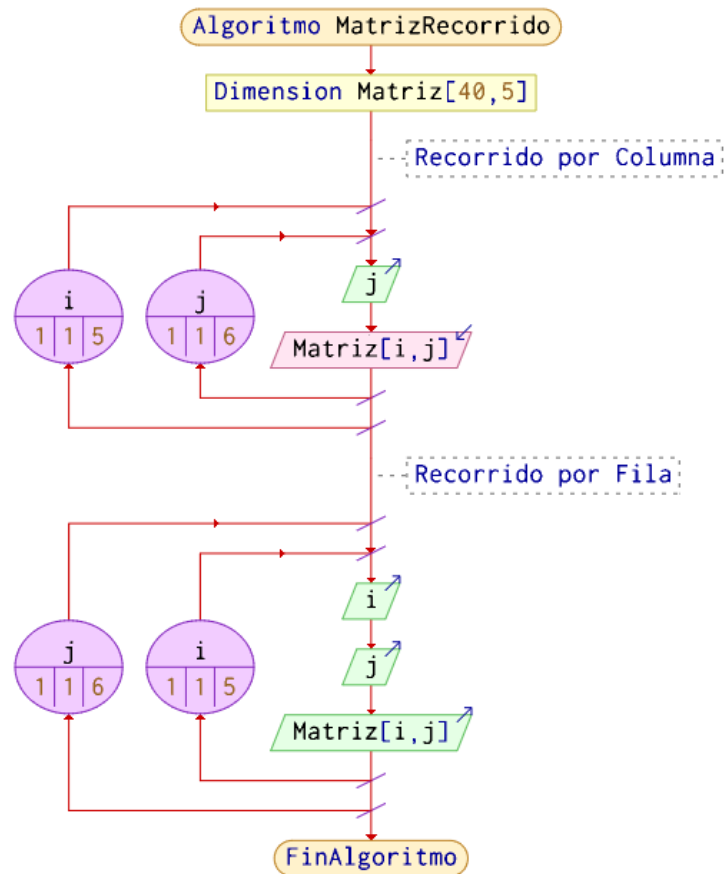 Algoritmo MatrizRecorrido
Dimension Matriz[40,5]
Recorrido por Columna
i
1 1 5
j
1 1 6
j
Matriz[i,j]
Recorrido por Fila
j
1 1 6
i
1 1 5
i
j
Matriz[i,j]
FinAlgoritmo